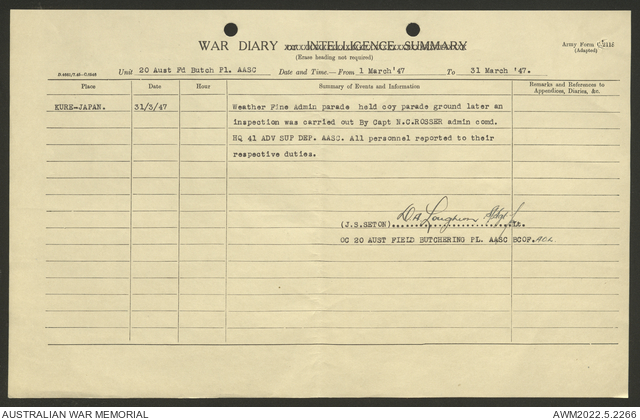 WAR DIARY or INTELLIGENCE SUMMARY
(Erase heading not required)
Army Form C.2118
(Adapted)
Unit 20 Aust Fd Butch Pl. AASC Date and Time.—From 1 March'47 To 31 March '47.
Place Date Hour Summary of Events and Information Remarks and References to Appendices, Diaries, &c.
KURE-JAPAN. 31/3/47 Weather Fine Admin parade held coy parade ground later an
inspection was carried out By Capt N.C.ROSSER admin comd.
HQ 41 ADV SUP DEP. AASC. All personnel reported to their
respective duties.
(J.S.SETON)
OC 20 AUST FIELD BUTCHERING PL. AASC BCOF.
AUSTRALIAN WAR MEMORIAL AWM2022.5.2266